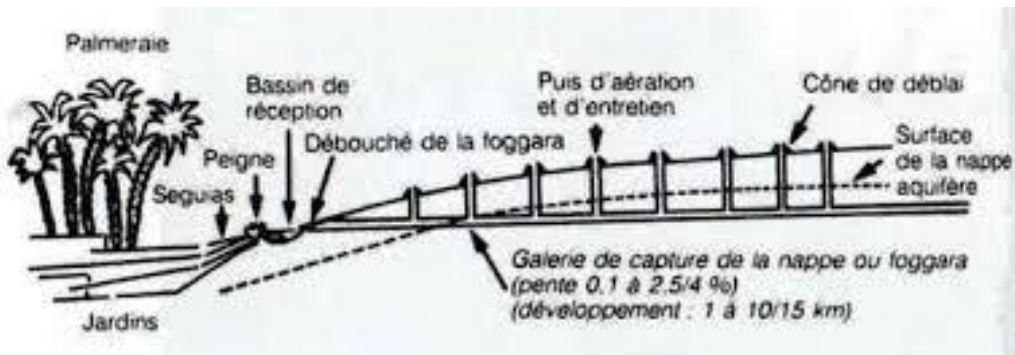 Palmeraie
Bassin de
réception
Puis d'aération
et d'entretien
Cône de déblai
Surface
de la nappe
aquifère
Débouché de la foggara
Peigne
Seguias
Galerie de capture de la nappe ou foggara
(pente 0.1 à 2.5/4 %)
(développement : 1 à 10/15 km)
Jardins